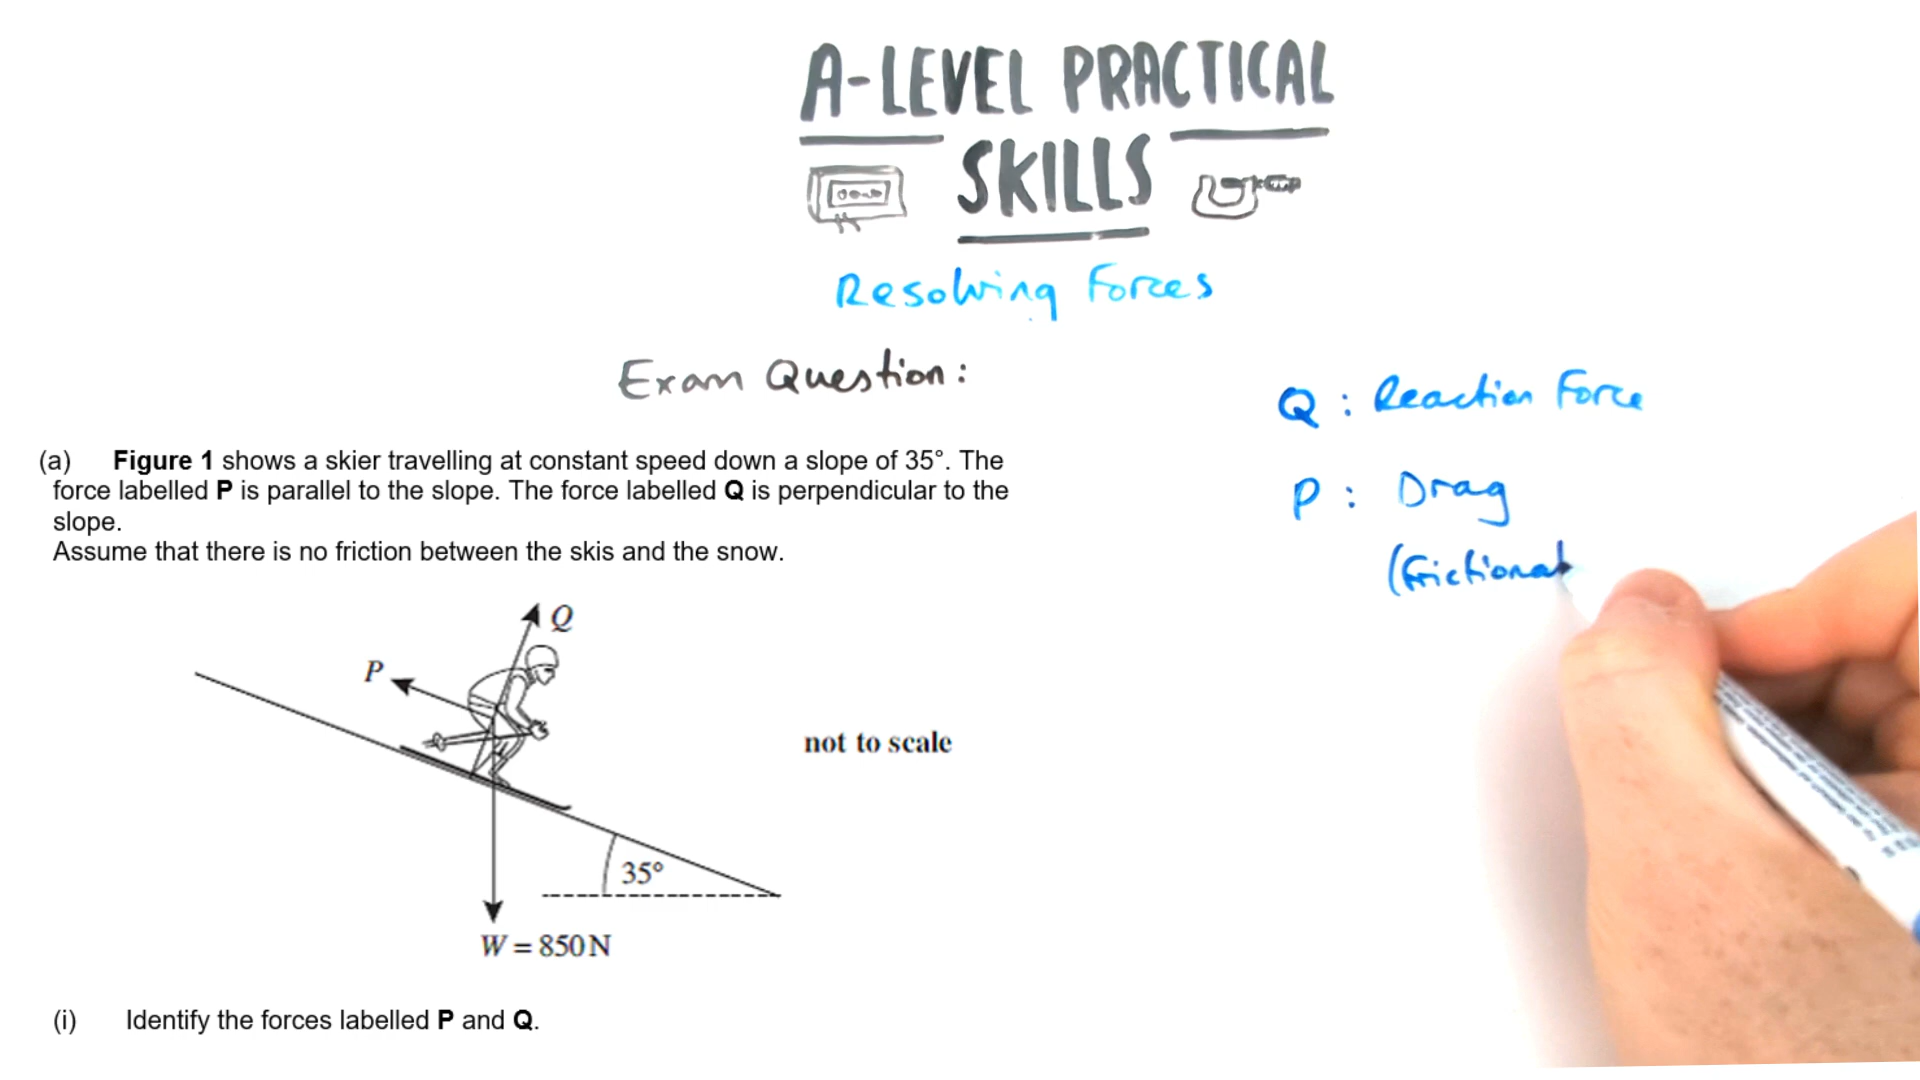 A-LEVEL PRACTICAL
SKILLS
Resolving Forces
Exam Question:
(a) Figure 1 shows a skier travelling at constant speed down a slope of 35°. The
force labelled P is parallel to the slope. The force labelled Q is perpendicular to the
slope.
Assume that there is no friction between the skis and the snow.
Q
P
not to scale
35°
W = 850 N
(i) Identify the forces labelled P and Q.
Q : Reaction Force
P : Drag
(Frictional